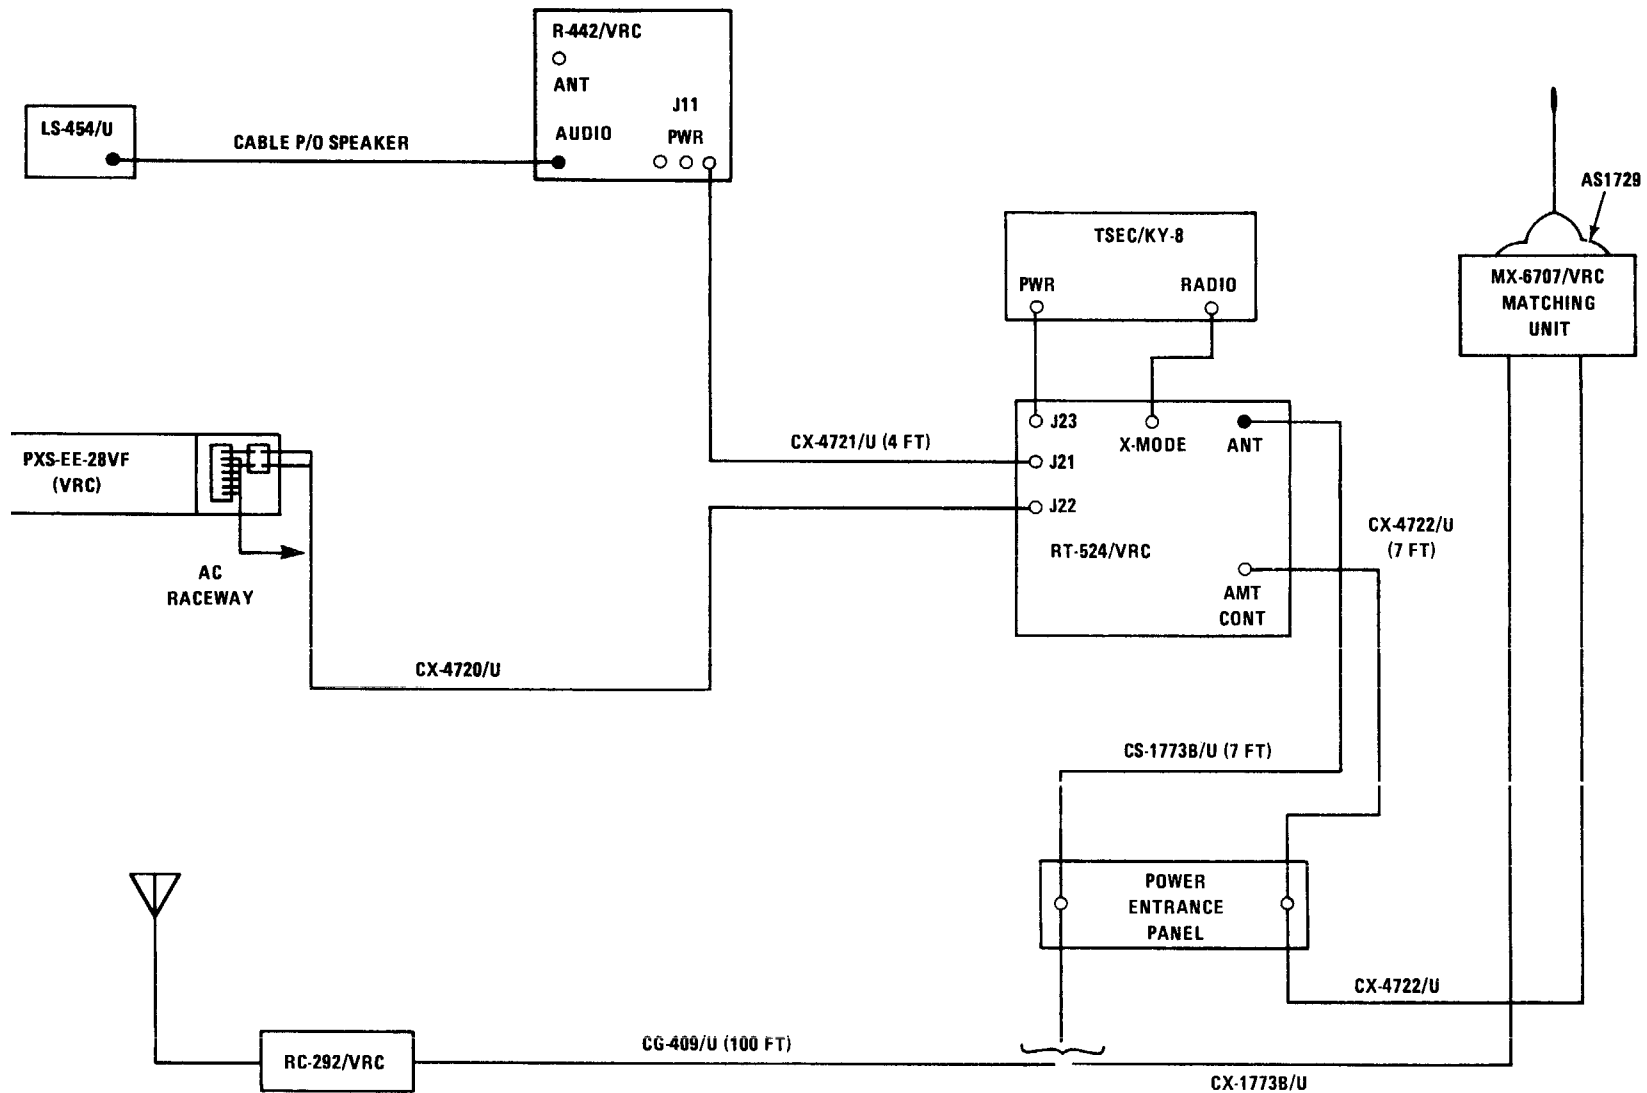 R-442/VRC
ANT
J11
AUDIO
PWR
LS-454/U
CABLE P/O SPEAKER
AS1729
MX-6707/VRC
MATCHING
UNIT
TSEC/KY-8
PWR
RADIO
J23
X-MODE
ANT
J21
J22
RT-524/VRC
AMT
CONT
CX-4721/U (4 FT)
CX-4722/U
(7 FT)
PXS-EE-28VF
(VRC)
AC
RACEWAY
CX-4720/U
CS-1773B/U (7 FT)
POWER
ENTRANCE
PANEL
CX-4722/U
RC-292/VRC
CG-409/U (100 FT)
CX-1773B/U